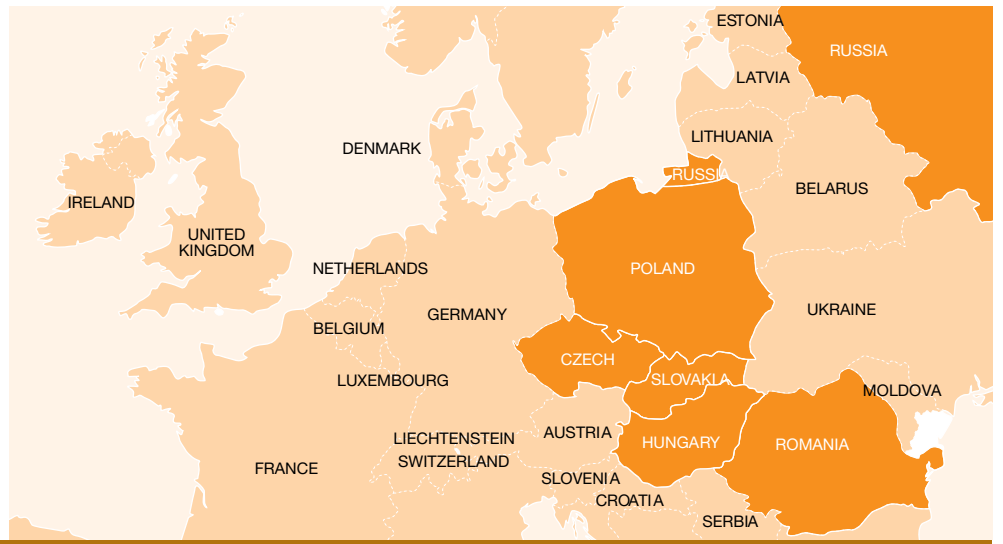 ESTONIA
RUSSIA
LATVIA
LITHUANIA
DENMARK
RUSSIA
BELARUS
IRELAND
UNITED
KINGDOM
NETHERLANDS
POLAND
GERMANY
UKRAINE
BELGIUM
CZECH
LUXEMBOURG
SLOVAKLA
MOLDOVA
LIECHTENSTEIN
AUSTRIA
HUNGARY
ROMANIA
SWITZERLAND
FRANCE
SLOVENIA
CROATIA
SERBIA